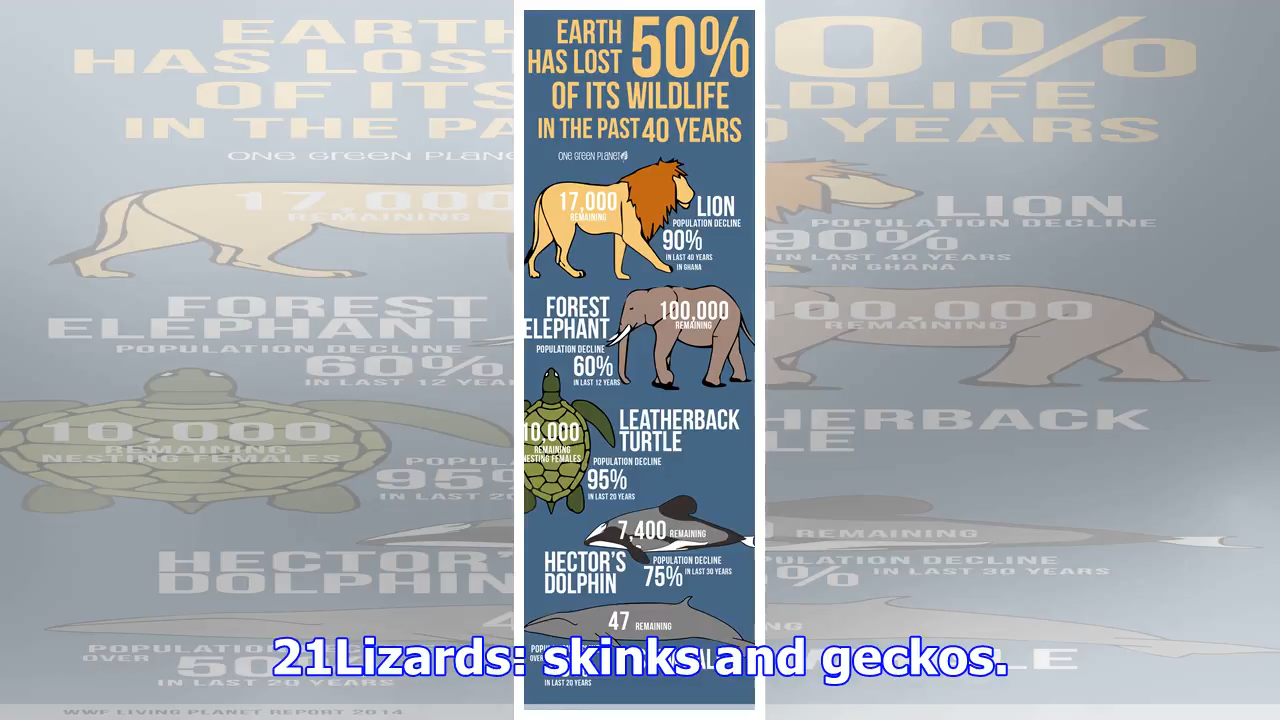 EARTH
HAS LOST 50%
OF ITS WILDLIFE
IN THE PAST 40 YEARS
ONE GREEN PLANET
17,000
REMAINING
LION
POPULATION DECLINE
90%
IN LAST 40 YEARS
IN GHANA
FOREST
ELEPHANT
100,000
REMAINING
POPULATION DECLINE
60%
IN LAST 12 YEARS
10,000
REMAINING
NESTING FEMALES
LEATHERBACK
TURTLE
POPULATION DECLINE
95%
IN LAST 20 YEARS
7,400 REMAINING
HECTOR'S
DOLPHIN
POPULATION DECLINE
75% IN LAST 30 YEARS
47 REMAINING
OVER
IN LAST 20 YEARS
21Lizards: skinks and geckos.
WWF LIVING PLANET REPORT 2014